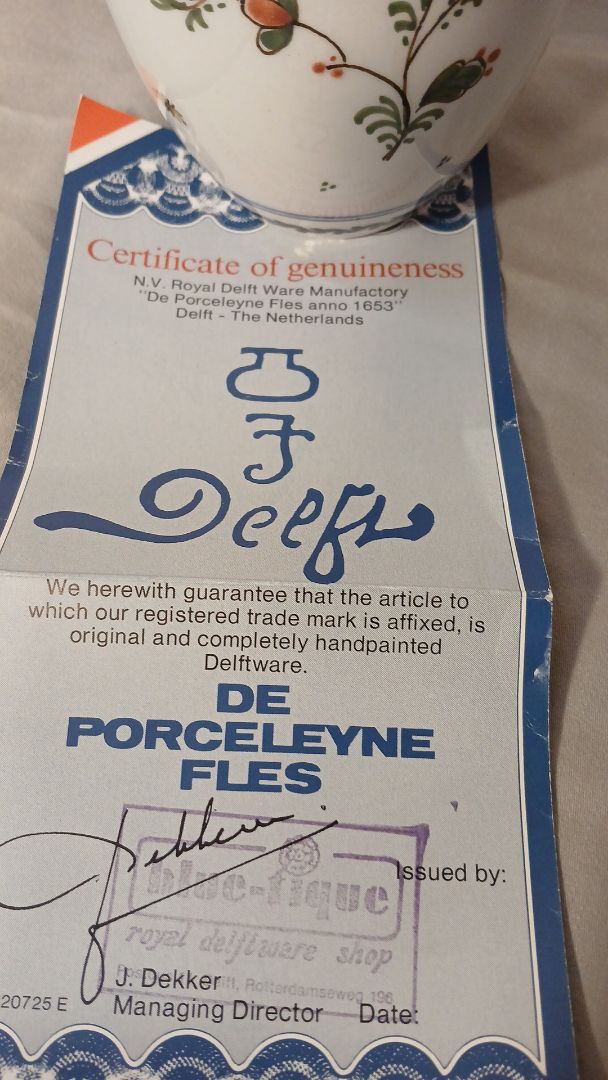 Certificate of genuineness
N.V. Royal Delft Ware Manufactory
"De Porceleyne Fles anno 1653"
Delft - The Netherlands
Delft
We herewith guarantee that the article to
which our registered trade mark is affixed, is
original and completely handpainted
Delftware.
DE
PORCELEYNE
FLES
Issued by:
blue-tique
royal delftware shop
Rotterdamseweg 196
J. Dekker
20725 E
Managing Director
Date: